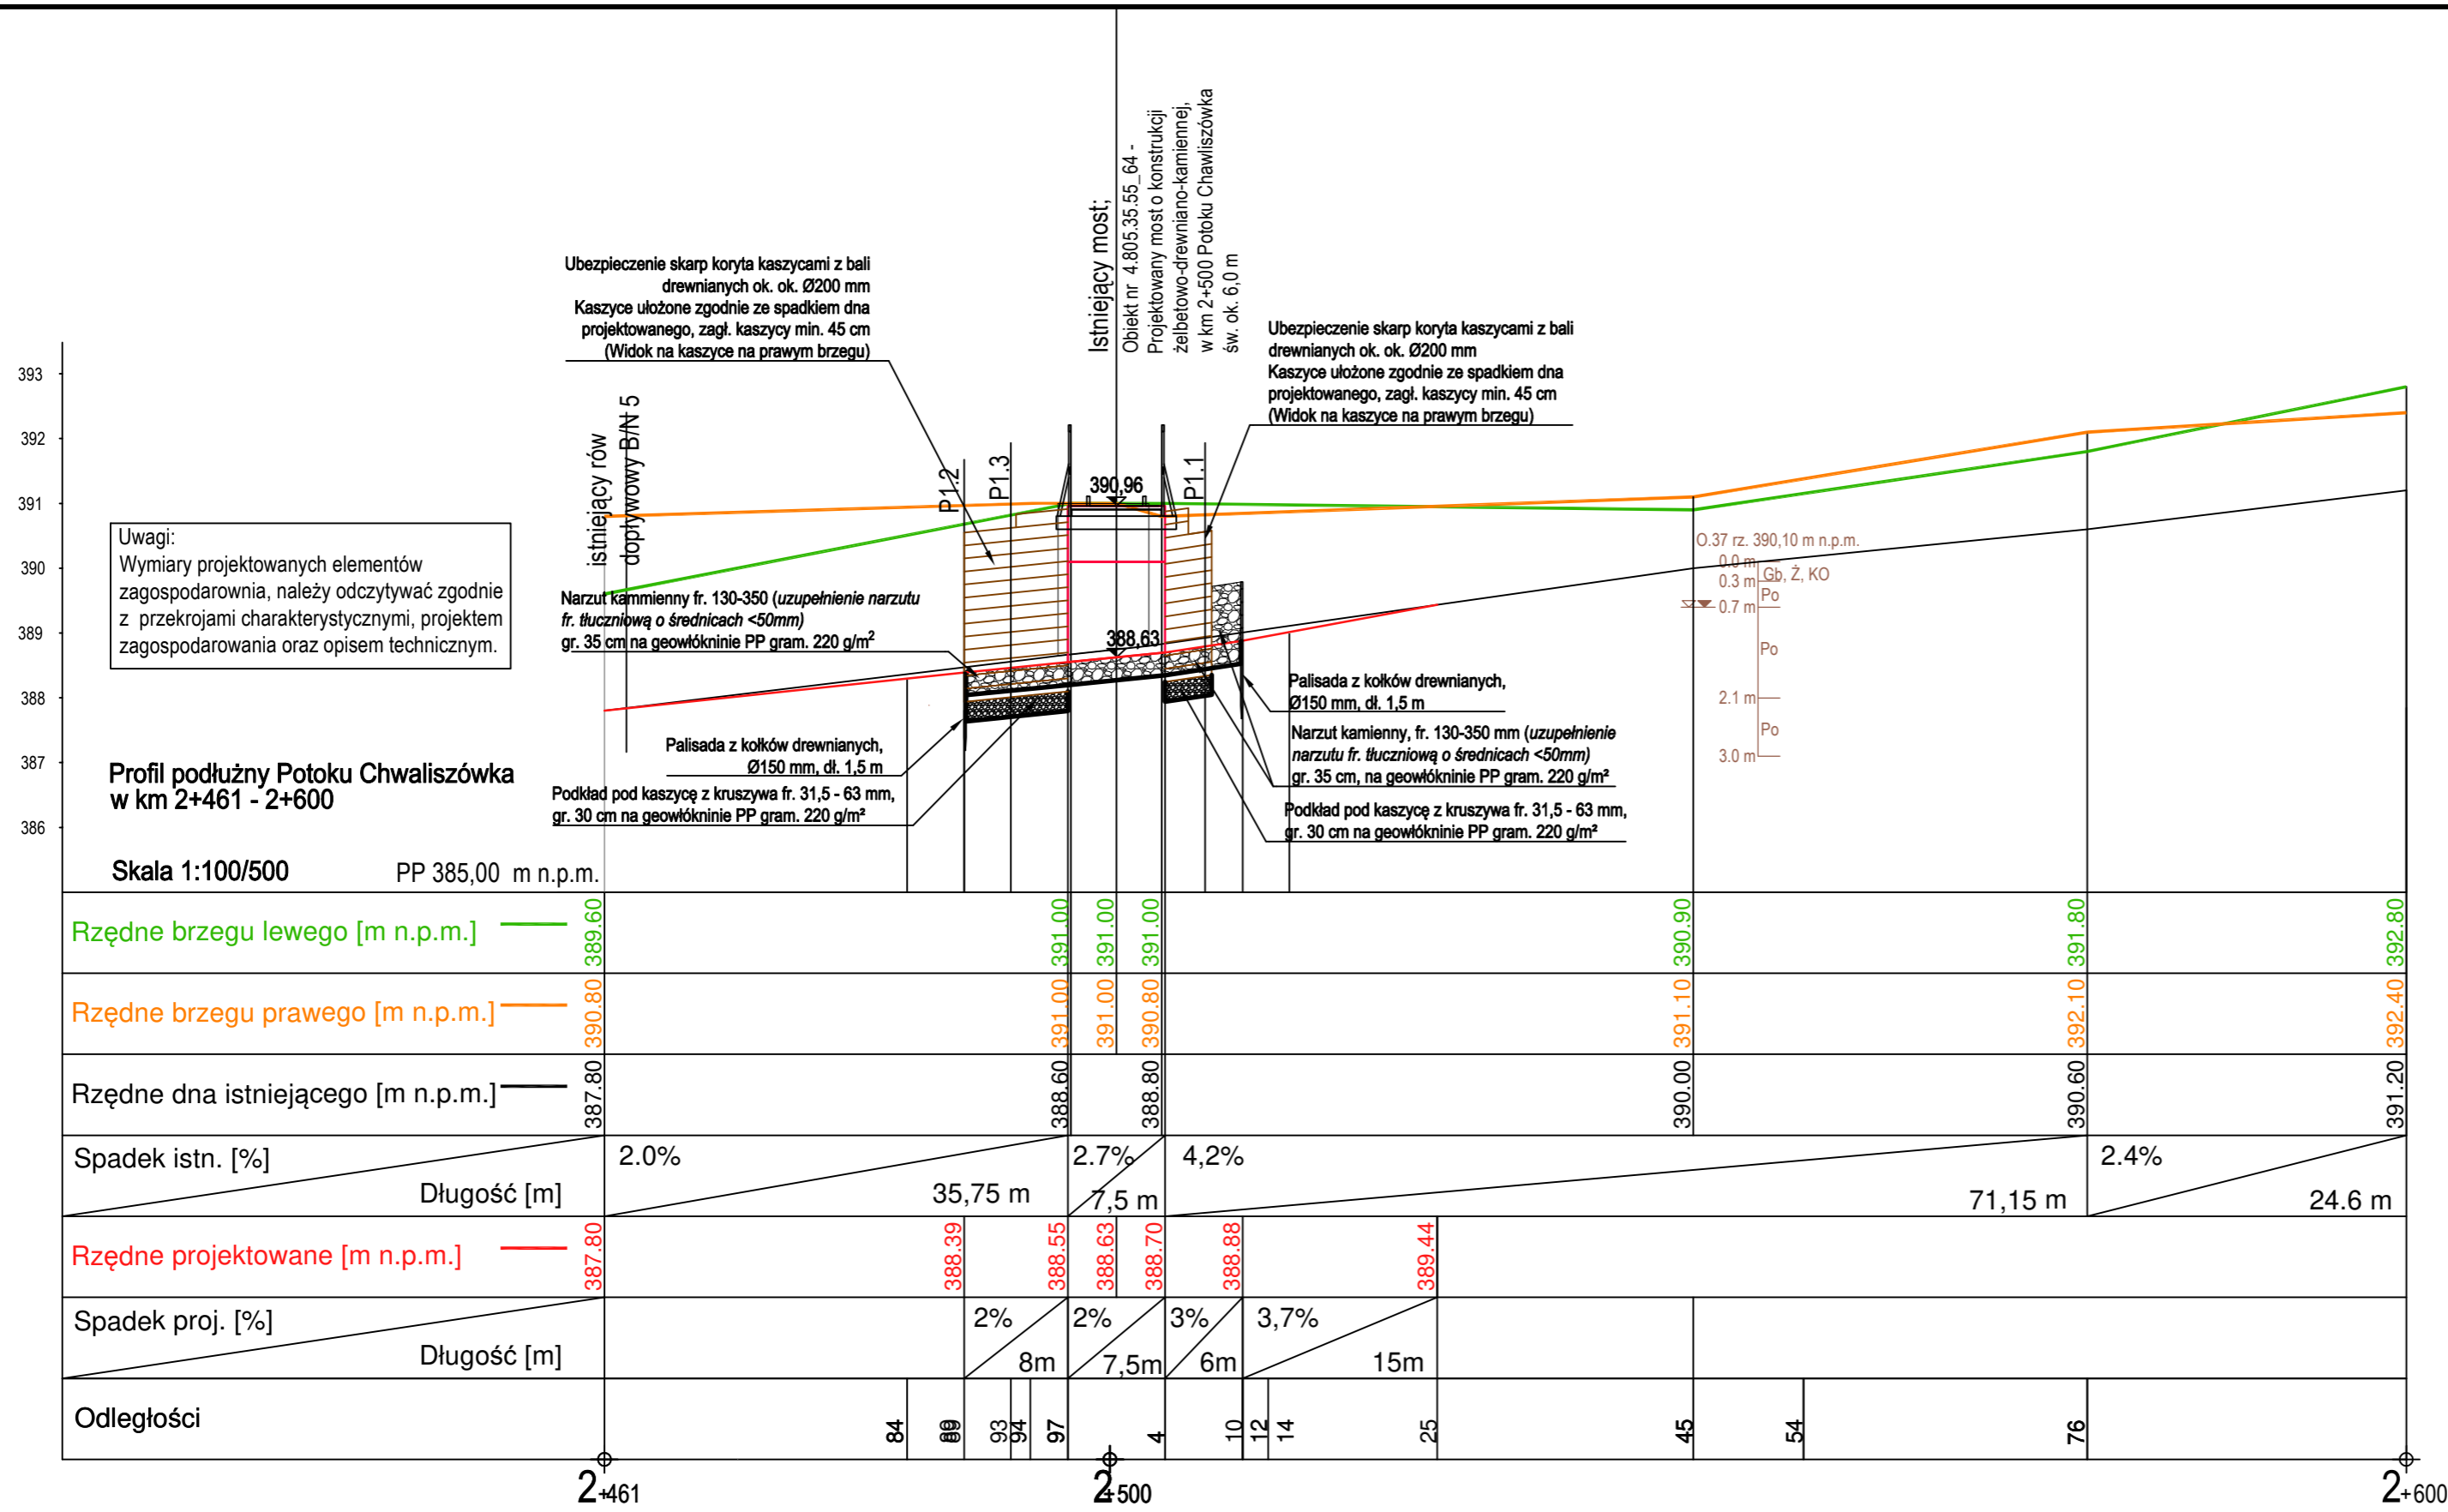 Istniejący most;
Obiekt nr 4.805.35.55_64 -
Projektowany most o konstrukcji
żelbetowo-drewniano-kamiennej,
w km 2+500 Potoku Chawliszówka
św. ok. 6,0 m
Ubezpieczenie skarp koryta kaszycami z bali
drewnianych ok. ok. Ø200 mm
Kaszyce ułożone zgodnie ze spadkiem dna
projektowanego, zagł. kaszycy min. 45 cm
(Widok na kaszyce na prawym brzegu)
Ubezpieczenie skarp koryta kaszycami z bali
drewnianych ok. ok. Ø200 mm
Kaszyce ułożone zgodnie ze spadkiem dna
projektowanego, zagł. kaszycy min. 45 cm
(Widok na kaszyce na prawym brzegu)
393
392
391
390
389
388
387
386
istniejący rów
dopływowy B/N 5
P1.2
P1.3
390,96
P1.1
388,63
Uwagi:
Wymiary projektowanych elementów
zagospodarownia, należy odczytywać zgodnie
z przekrojami charakterystycznymi, projektem
zagospodarowania oraz opisem technicznym.
Narzut kammienny fr. 130-350 (uzupełnienie narzutu
fr. tłuczniową o średnicach <50mm)
gr. 35 cm na geowłókninie PP gram. 220 g/m²
O.37 rz. 390,10 m n.p.m.
0.0 m
Gb, Ż, KO
0.3 m
Po
0.7 m
Po
2.1 m
Po
3.0 m
Palisada z kołków drewnianych,
Ø150 mm, dł. 1,5 m
Narzut kamienny, fr. 130-350 mm (uzupełnienie
narzutu fr. tłuczniową o średnicach <50mm)
gr. 35 cm, na geowłókninie PP gram. 220 g/m²
Palisada z kołków drewnianych,
Ø150 mm, dł. 1,5 m
Podkład pod kaszycę z kruszywa fr. 31,5 - 63 mm,
gr. 30 cm na geowłókninie PP gram. 220 g/m²
Podkład pod kaszycę z kruszywa fr. 31,5 - 63 mm,
gr. 30 cm na geowłókninie PP gram. 220 g/m²
Profil podłużny Potoku Chwaliszówka
w km 2+461 - 2+600
Skala 1:100/500 PP 385,00 m n.p.m.
Rzędne brzegu lewego [m n.p.m.] 389.60 391.00 391.00 391.00 390.90 391.80 392.80
Rzędne brzegu prawego [m n.p.m.] 390.80 391.00 391.00 390.80 391.10 392.10 392.40
Rzędne dna istniejącego [m n.p.m.] 387.80 388.60 388.80 390.00 390.60 391.20
Spadek istn. [%] 2.0% 2.7% 4,2% 2.4%
Długość [m] 35,75 m 7,5 m 71,15 m 24.6 m
Rzędne projektowane [m n.p.m.] 387.80 388.39 388.55 388.63 388.70 388.88 389.44
Spadek proj. [%] 2% 2% 3% 3,7%
Długość [m] 8m 7,5m 6m 15m
Odległości 84 89 93 94 97 4 10 12 14 25 45 54 76
2+461 2+500 2+600